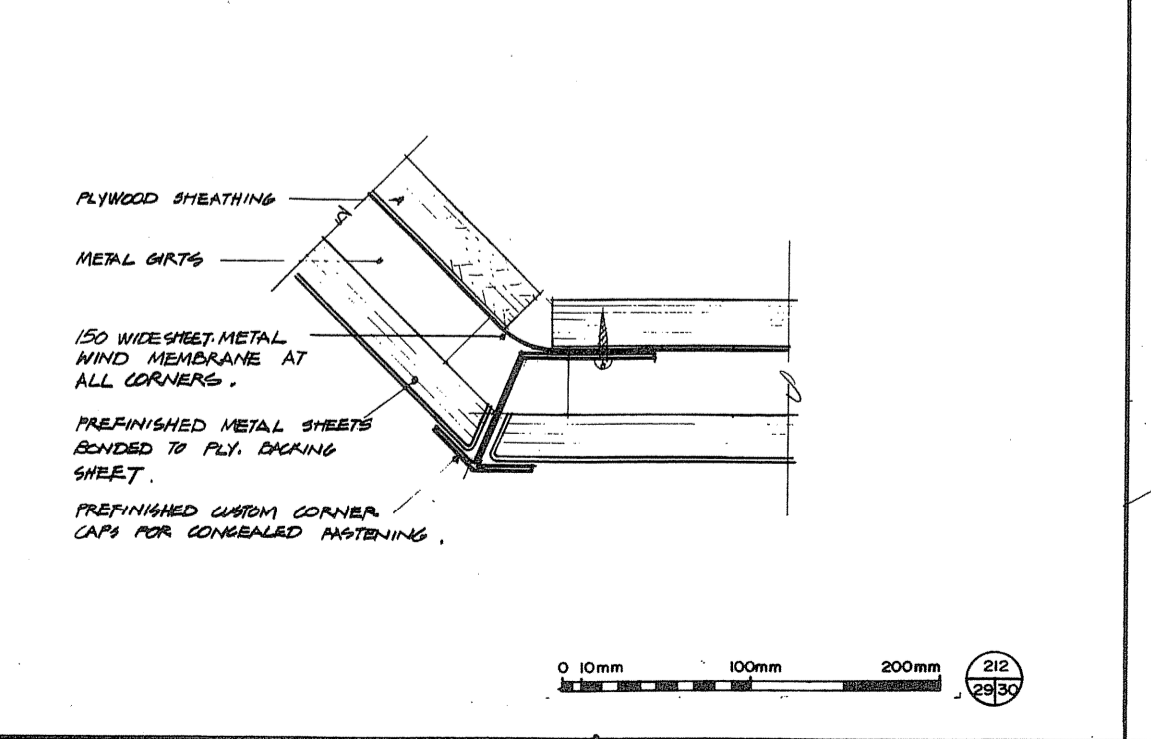 PLYWOOD SHEATHING
METAL GIRTS
150 WIDE SHEET METAL
WIND MEMBRANE AT
ALL CORNERS.
PREFINISHED METAL SHEETS
BONDED TO PLY. BACKING
SHEET.
PREFINISHED CUSTOM CORNER
CAPS FOR CONCEALED FASTENING.
0 10mm 100mm 200mm
212
29 30